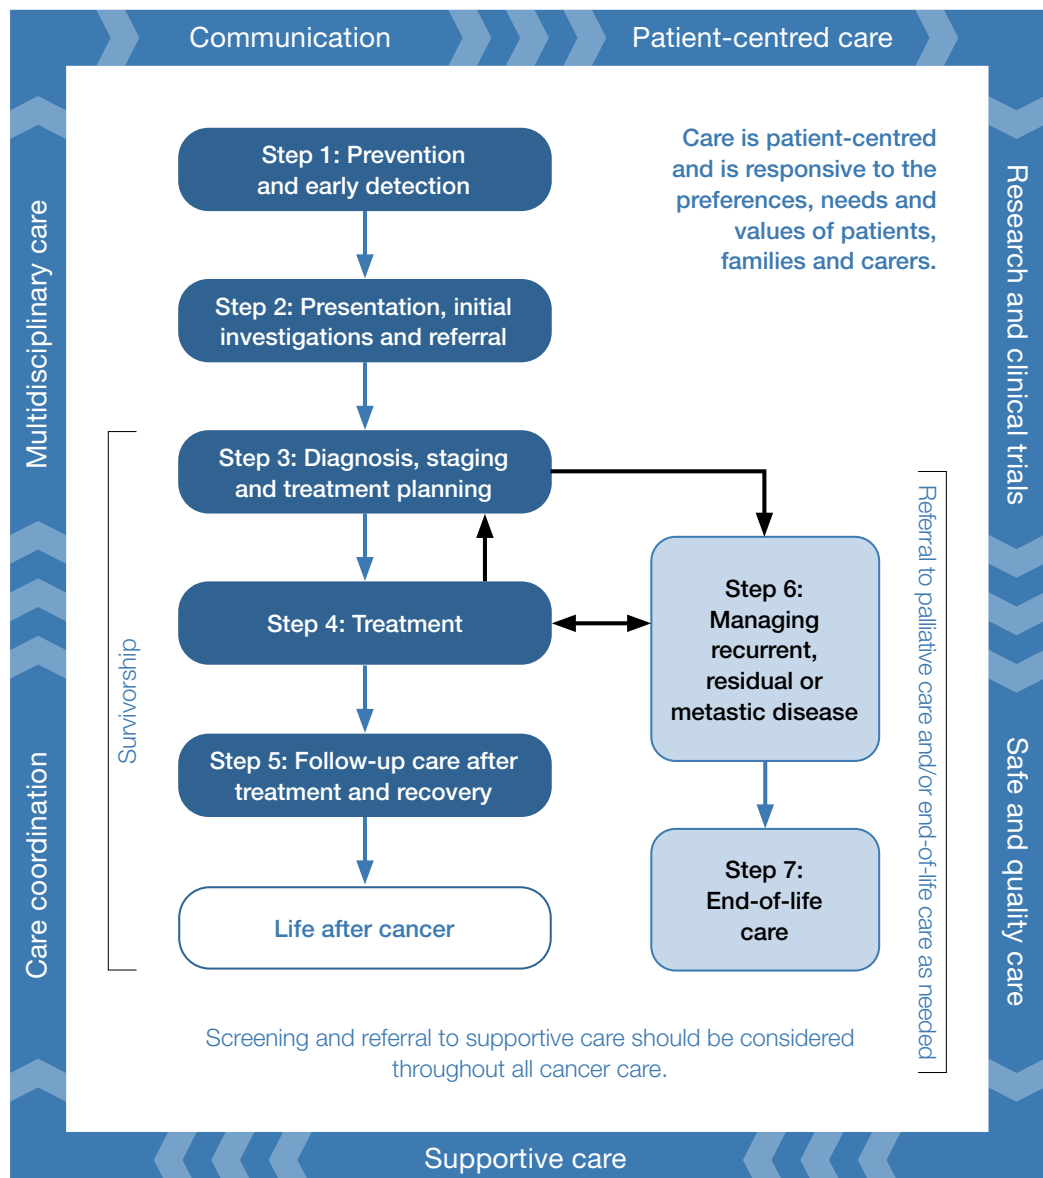 Communication
Patient-centred care
Multidisciplinary care
Care coordination
Research and clinical trials
Safe and quality care
Supportive care
Care is patient-centred
and is responsive to the
preferences, needs and
values of patients,
families and carers.
Step 1: Prevention
and early detection
Step 2: Presentation, initial
investigations and referral
Step 3: Diagnosis, staging
and treatment planning
Step 4: Treatment
Step 5: Follow-up care after
treatment and recovery
Life after cancer
Survivorship
Step 6:
Managing
recurrent,
residual or
metastic disease
Step 7:
End-of-life
care
Referral to palliative care and/or end-of-life care as needed
Screening and referral to supportive care should be considered
throughout all cancer care.